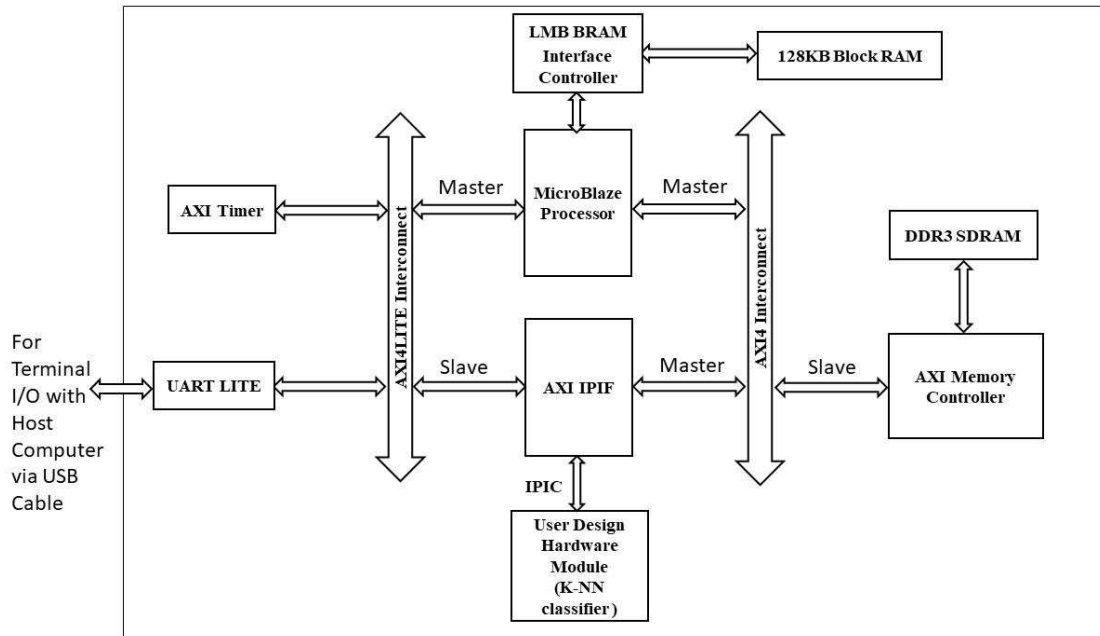 LMB BRAM
Interface
Controller
128KB Block RAM
AXI Timer
AXI4LITE Interconnect
Master
MicroBlaze
Processor
Master
AXI4 Interconnect
DDR3 SDRAM
For
Terminal
I/O with
Host
Computer
via USB
Cable
UART LITE
Slave
AXI IPIF
Master
Slave
AXI Memory
Controller
IPIC
User Design
Hardware
Module
(K-NN
classifier)